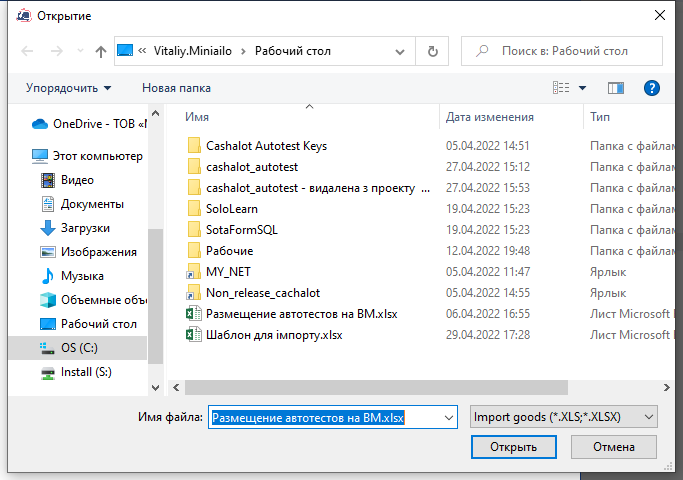 Открытие
« Vitaliy.Miniailo › Рабочий стол
Поиск в: Рабочий стол
Упорядочить
Новая папка
OneDrive - ТОВ «М
Этот компьютер
Видео
Документы
Загрузки
Изображения
Музыка
Объемные объе
Рабочий стол
OS (C:)
Install (S:)
Имя Дата изменения Тип
Cashalot Autotest Keys 05.04.2022 14:51 Папка с файлам
cashalot_autotest 27.04.2022 15:12 Папка с файлам
cashalot_autotest - видалена з проекту ... 27.04.2022 15:53 Папка с файлам
SoloLearn 19.04.2022 15:23 Папка с файлам
SotaFormSQL 19.04.2022 15:23 Папка с файлам
Рабочие 12.04.2022 19:48 Папка с файлам
MY_NET 05.04.2022 11:47 Ярлык
Non_release_cachalot 05.04.2022 14:55 Ярлык
Размещение автотестов на ВМ.xlsx 06.04.2022 16:55 Лист Microsoft
Шаблон для імпорту.xlsx 29.04.2022 17:28 Лист Microsoft
Имя файла: Размещение автотестов на ВМ.xlsx
Import goods (*.XLS;*.XLSX)
Открыть
Отмена